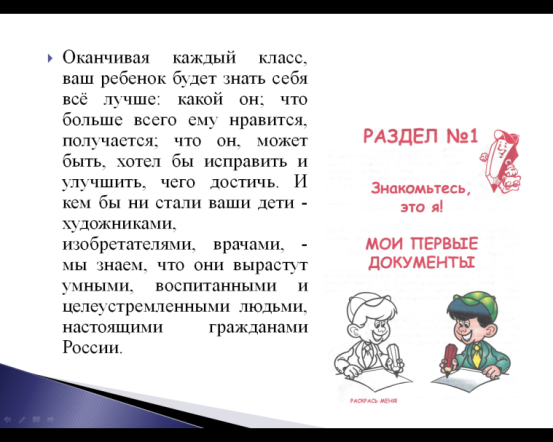 Оканчивая каждый класс,
ваш ребенок будет знать себя
всё лучше: какой он; что
больше всего ему нравится,
получается; что он, может
быть, хотел бы исправить и
улучшить, чего достичь. И
кем бы ни стали ваши дети -
художниками,
изобретателями, врачами, -
мы знаем, что они вырастут
умными, воспитанными и
целеустремленными людьми,
настоящими гражданами
России.
РАЗДЕЛ №1
Знакомьтесь,
это я!
МОИ ПЕРВЫЕ
ДОКУМЕНТЫ
РАСКРАСЬ МЕНЯ